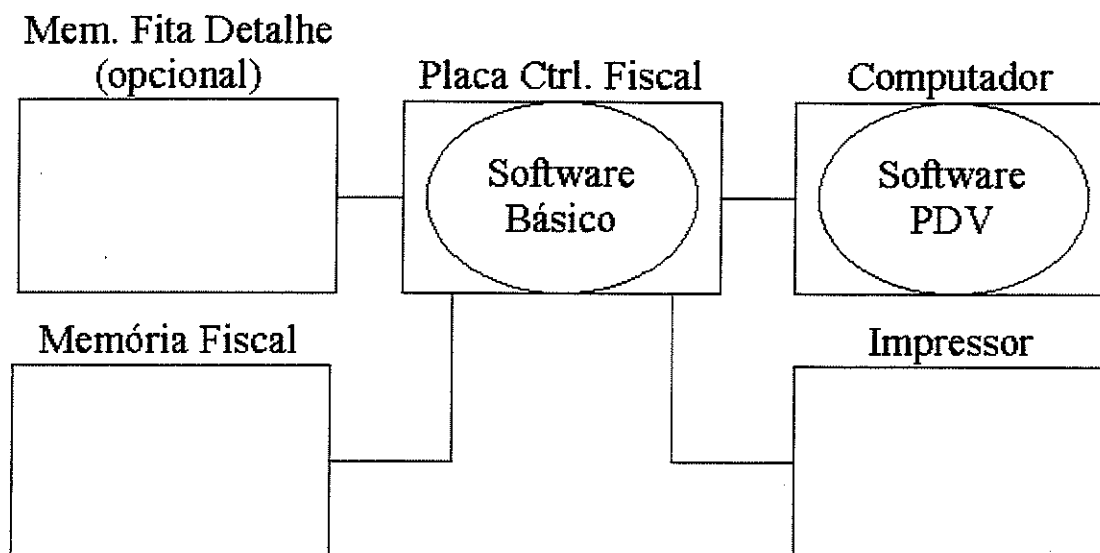 Mem. Fita Detalhe
(opcional)
Placa Ctrl. Fiscal
Computador
Software
Básico
Software
PDV
Memória Fiscal
Impressor